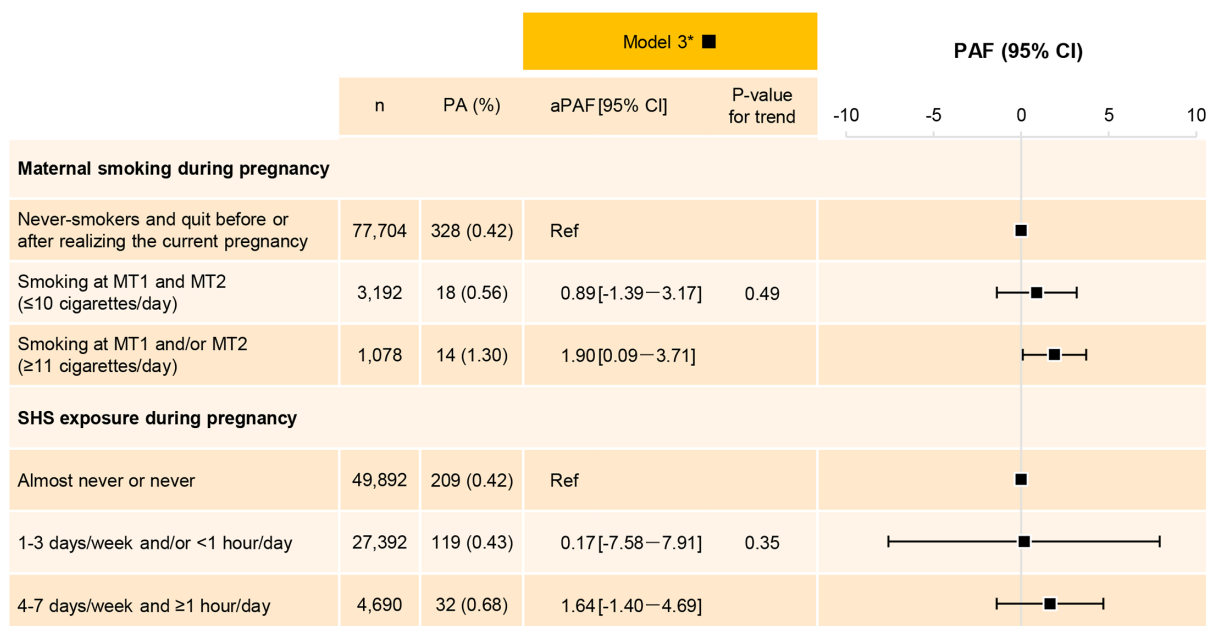 Model 3* ■
PAF (95% CI)
n
PA (%)
aPAF[95% CI]
P-value
for trend
-10
-5
0
5
10
Maternal smoking during pregnancy
Never-smokers and quit before or
after realizing the current pregnancy
77,704
328 (0.42)
Ref
Smoking at MT1 and MT2
(≤10 cigarettes/day)
3,192
18 (0.56)
0.89[-1.39—3.17]
0.49
Smoking at MT1 and/or MT2
(≥11 cigarettes/day)
1,078
14 (1.30)
1.90[0.09—3.71]
SHS exposure during pregnancy
Almost never or never
49,892
209 (0.42)
Ref
1-3 days/week and/or <1 hour/day
27,392
119 (0.43)
0.17[-7.58—7.91]
0.35
4-7 days/week and ≥1 hour/day
4,690
32 (0.68)
1.64[-1.40—4.69]